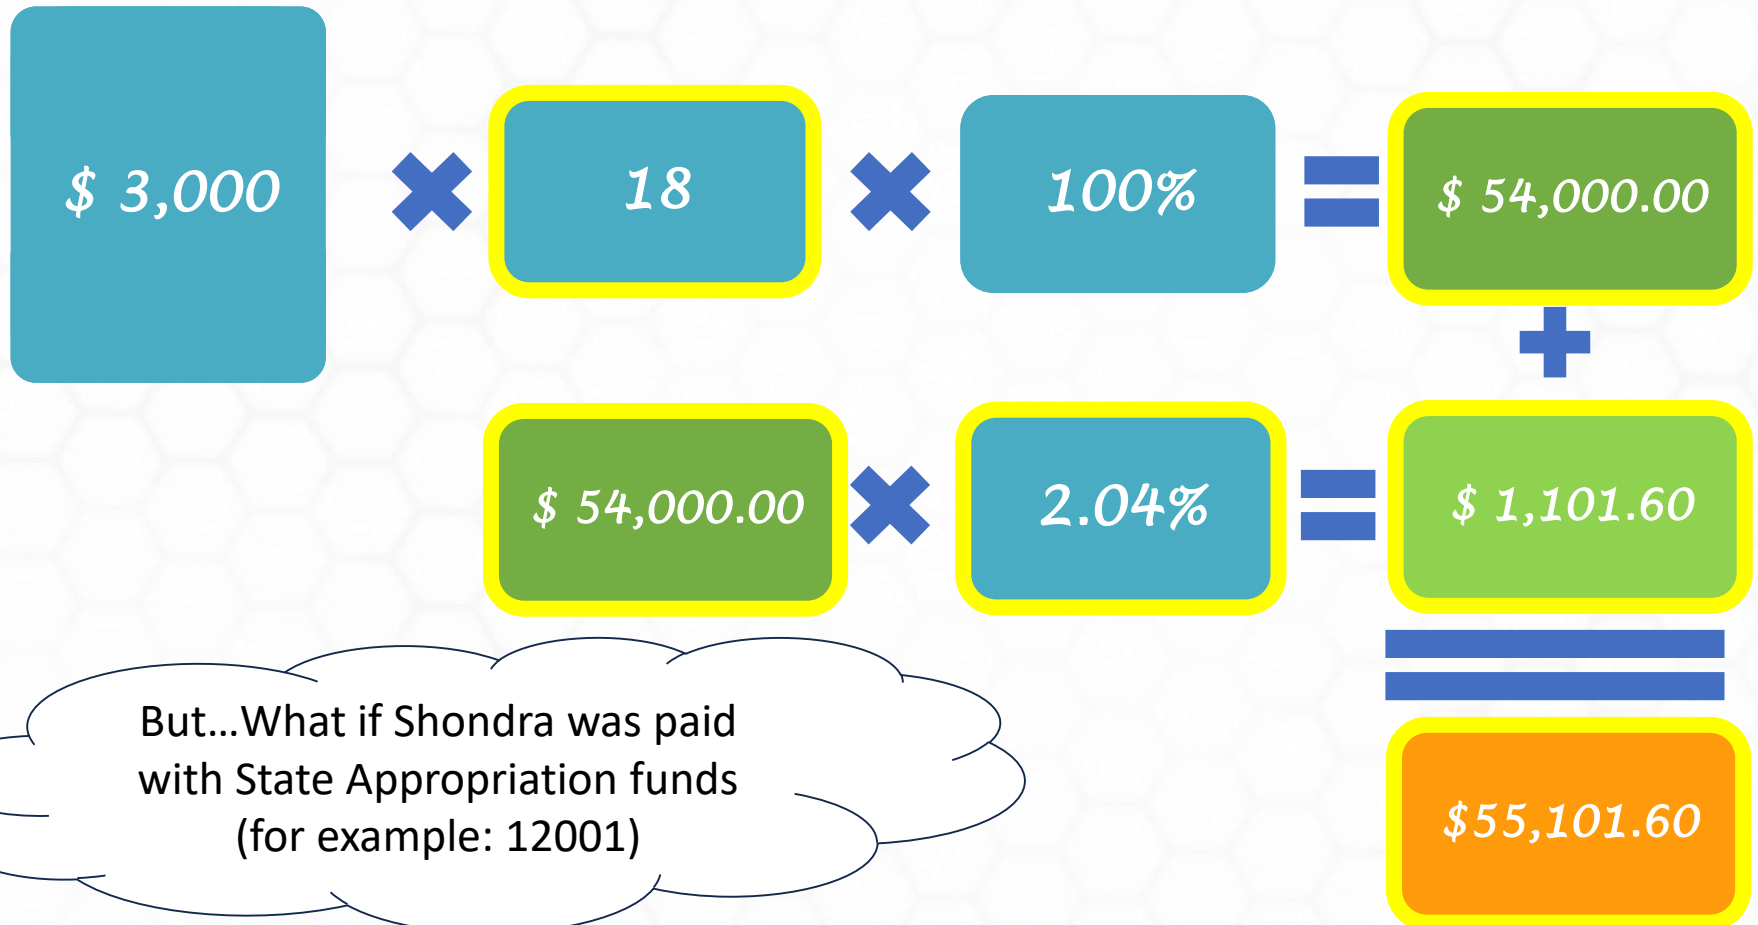 $ 3,000
18
100%
$ 54,000.00
$ 54,000.00
2.04%
$ 1,101.60
$55,101.60
But...What if Shondra was paid
with State Appropriation funds
(for example: 12001)